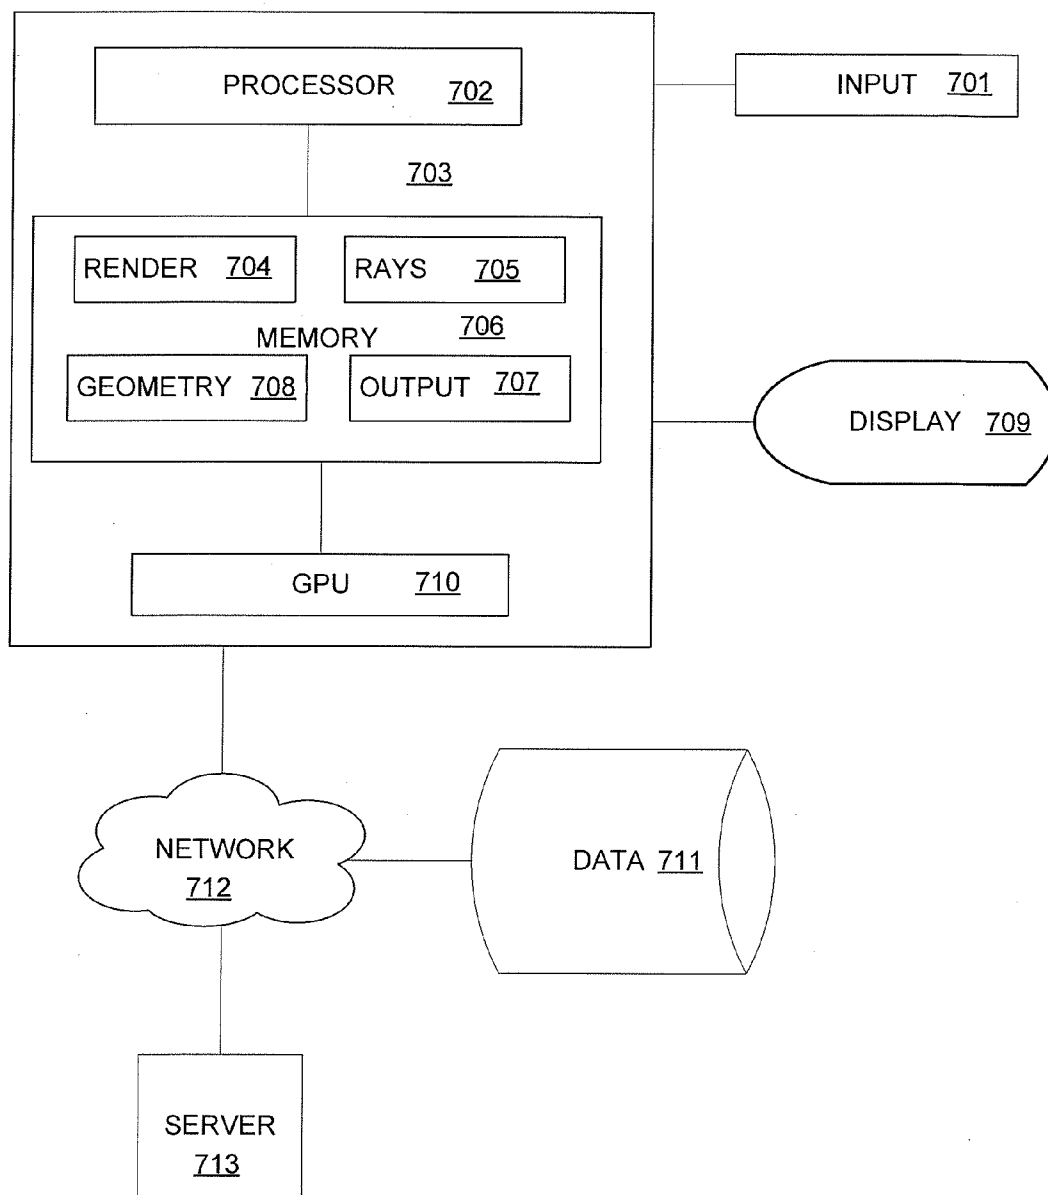 PROCESSOR 702
INPUT 701
703
RENDER 704
RAYS 705
706
MEMORY
GEOMETRY 708
OUTPUT 707
DISPLAY 709
GPU 710
NETWORK
712
DATA 711
SERVER
713